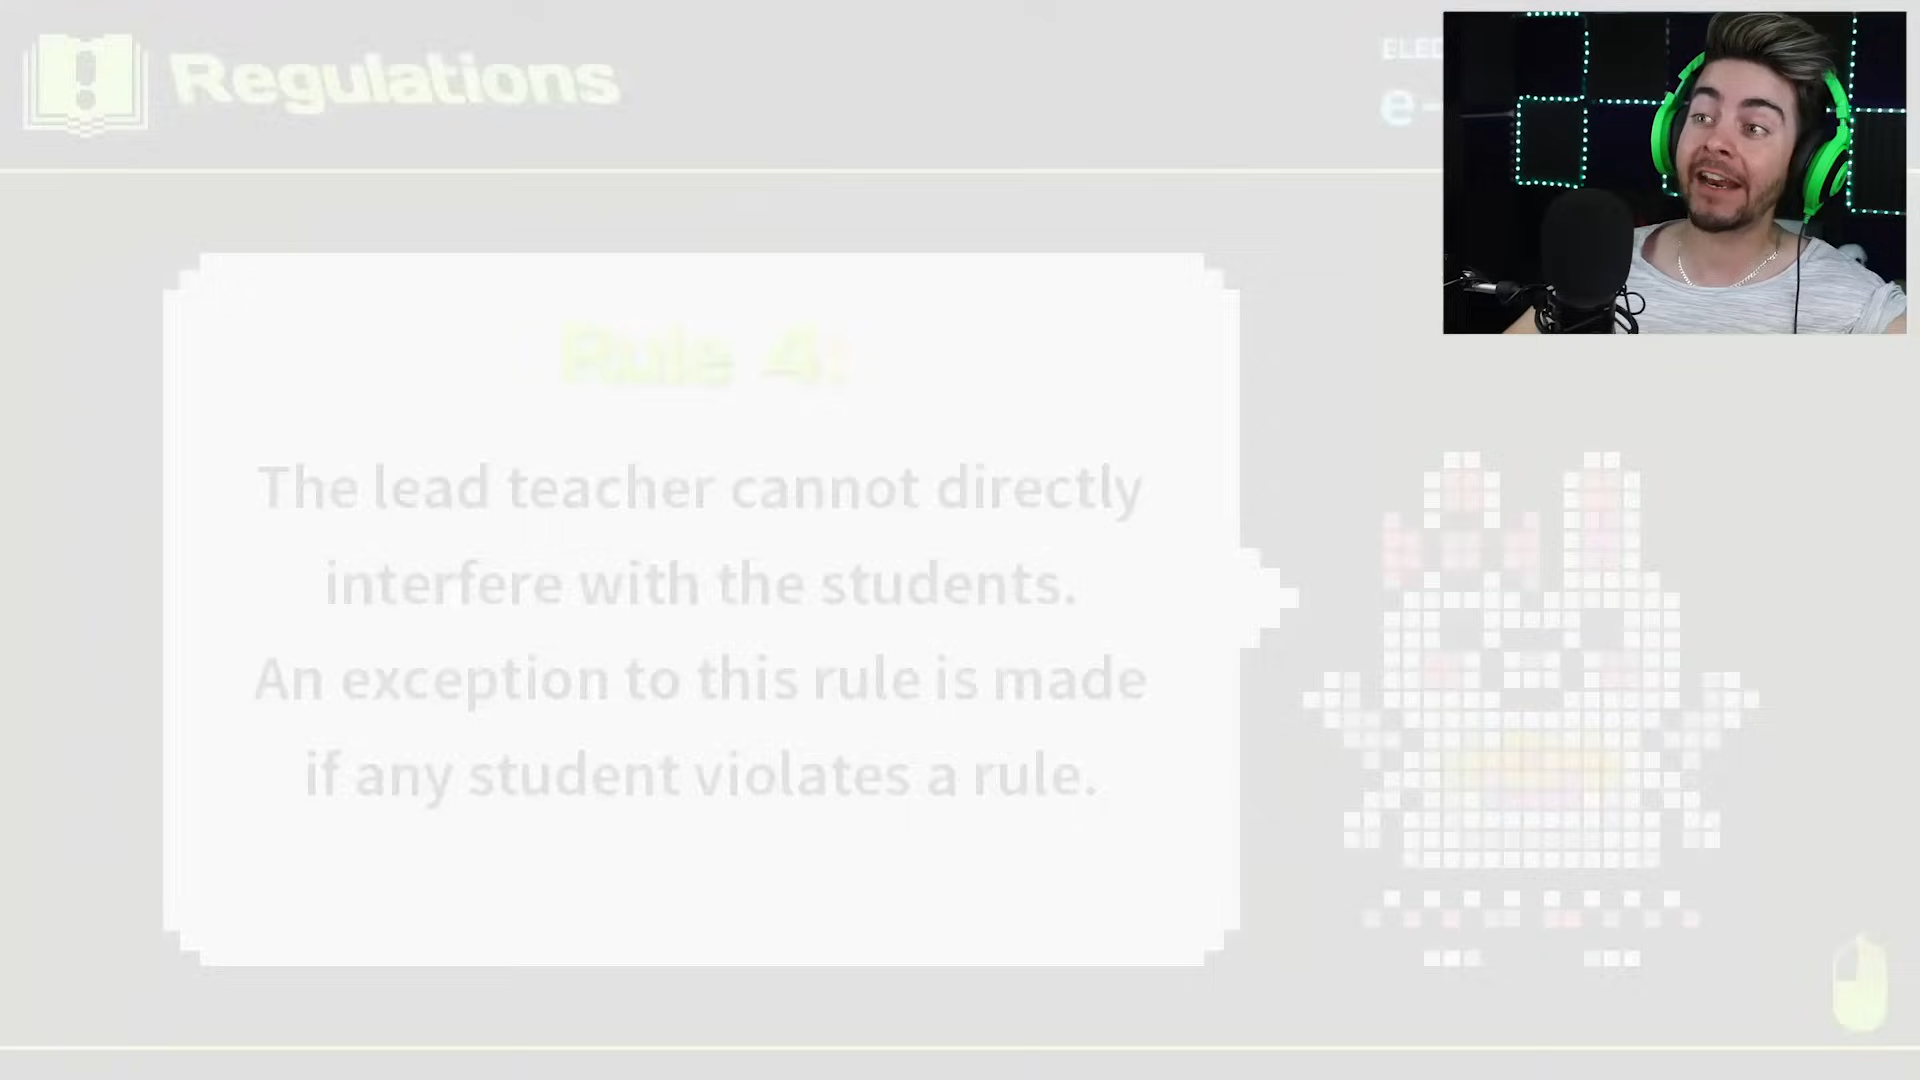 Regulations
e-
Rule 4:
The lead teacher cannot directly
interfere with the students.
An exception to this rule is made
if any student violates a rule.